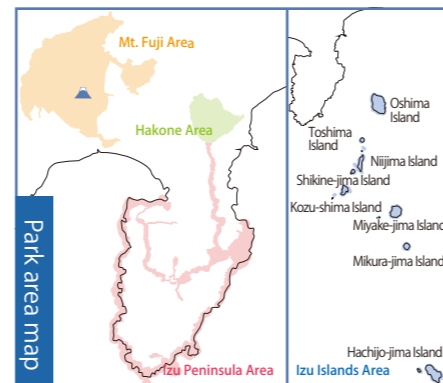 Mt. Fuji Area
Hakone Area
Izu Peninsula Area
Park area map
Oshima
Island
Toshima
Island
Niijima Island
Shikine-jima Island
Kozu-shima Island
Miyake-jima Island
Mikura-jima Island
Hachijo-jima Island
Izu Islands Area